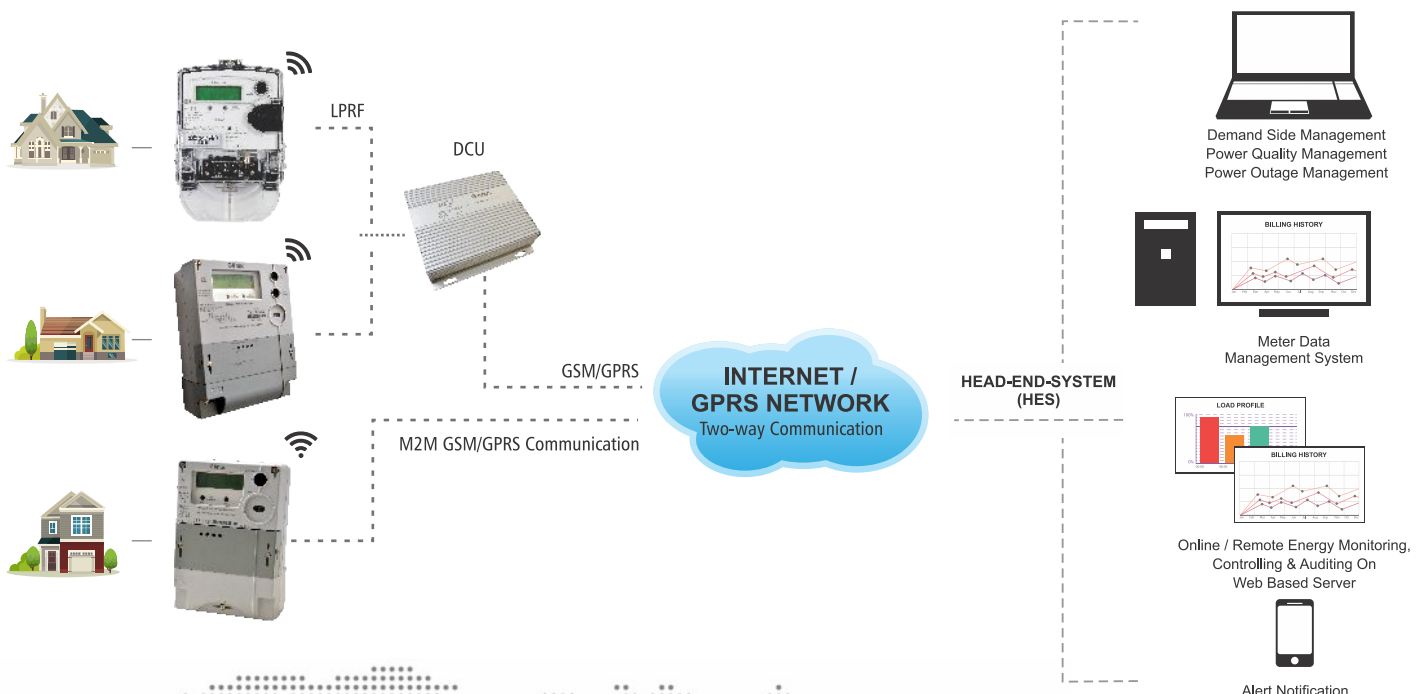 LPRF
DCU
GSM/GPRS
M2M GSM/GPRS Communication
INTERNET /
GPRS NETWORK
Two-way Communication
HEAD-END-SYSTEM
(HES)
Demand Side Management
Power Quality Management
Power Outage Management
BILLING HISTORY
Meter Data
Management System
LOAD PROFILE
100%
0%
BILLING HISTORY
Online / Remote Energy Monitoring,
Controlling & Auditing On
Web Based Server
Alert Notification